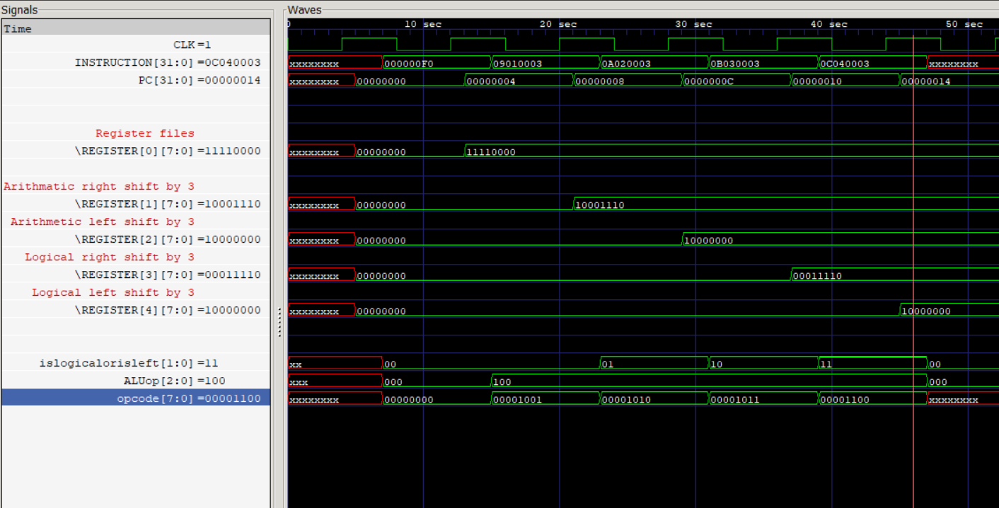 Signals Waves
Time 0 10 sec 20 sec 30 sec 40 sec 50 sec
CLK=1
INSTRUCTION[31:0]=0C040003 xxxxxxxx 000000F0 09010003 0A020003 0B030003 0C040003 xxxxxxxx
PC[31:0]=00000014 xxxxxxxx 00000000 00000004 00000008 0000000C 00000010 00000014
Register files
\REGISTER[0][7:0]=11110000 xxxxxxxx 00000000 11110000
Arithmatic right shift by 3
\REGISTER[1][7:0]=10001110 xxxxxxxx 00000000 10001110
Arithmetic left shift by 3
\REGISTER[2][7:0]=10000000 xxxxxxxx 00000000 10000000
Logical right shift by 3
\REGISTER[3][7:0]=00011110 xxxxxxxx 00000000 00011110
Logical left shift by 3
\REGISTER[4][7:0]=10000000 xxxxxxxx 00000000 10000000
islogicalorisleft[1:0]=11 xx 00 01 10 11 00
ALUop[2:0]=100 xxx 000 100 000
opcode[7:0]=00001100 xxxxxxxx 00000000 00001001 00001010 00001011 00001100 xxxxxxxx